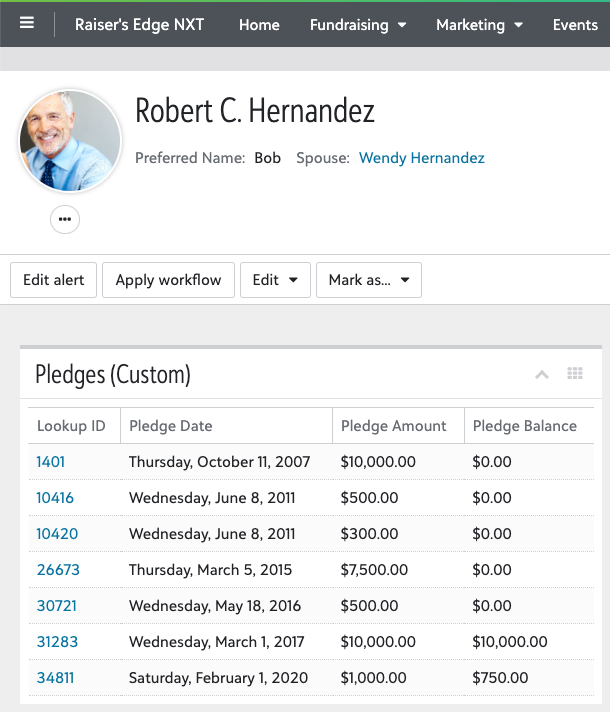 Raiser's Edge NXT Home Fundraising Marketing Events
Robert C. Hernandez
Preferred Name: Bob Spouse: Wendy Hernandez
Edit alert Apply workflow Edit Mark as...
Pledges (Custom)
Lookup ID Pledge Date Pledge Amount Pledge Balance
1401 Thursday, October 11, 2007 $10,000.00 $0.00
10416 Wednesday, June 8, 2011 $500.00 $0.00
10420 Wednesday, June 8, 2011 $300.00 $0.00
26673 Thursday, March 5, 2015 $7,500.00 $0.00
30721 Wednesday, May 18, 2016 $500.00 $0.00
31283 Wednesday, March 1, 2017 $10,000.00 $10,000.00
34811 Saturday, February 1, 2020 $1,000.00 $750.00